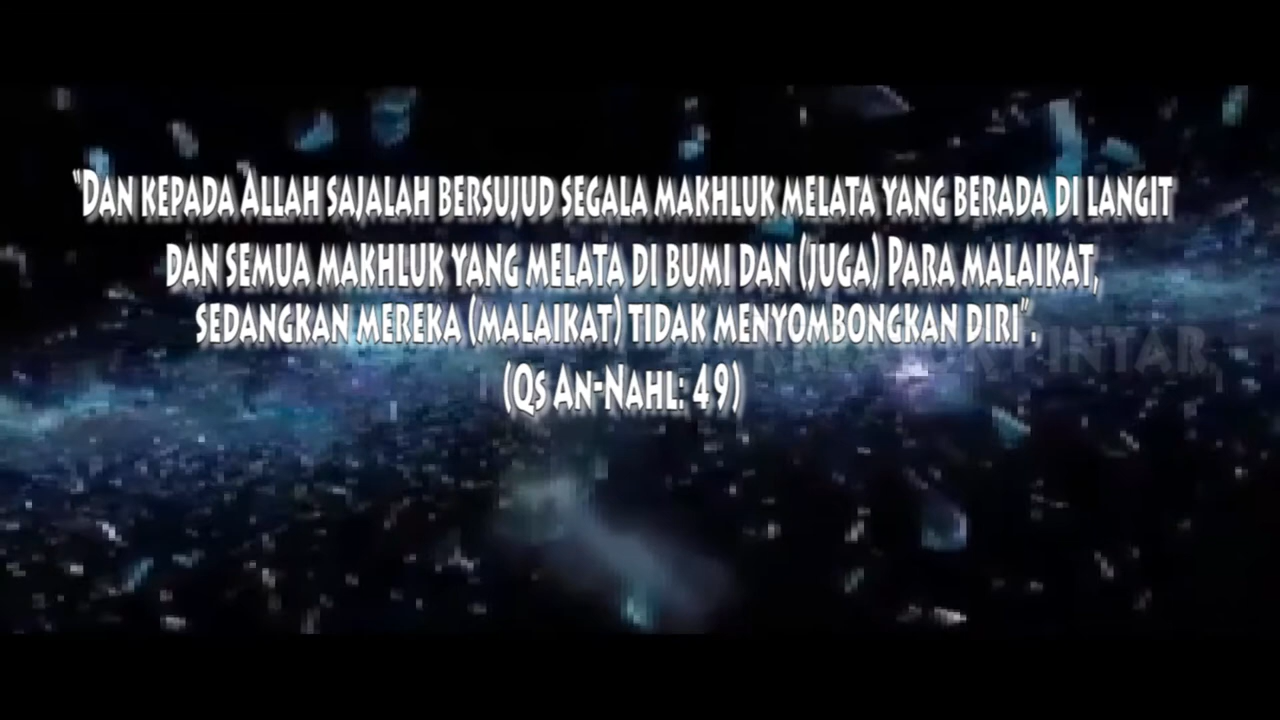 “Dan kepada Allah sajalah bersujud segala makhluk melata yang berada di langit
dan semua makhluk yang melata di bumi dan (juga) Para malaikat,
sedangkan mereka (malaikat) tidak menyombongkan diri”.
(Qs An-Nahl: 49)
PINTAR